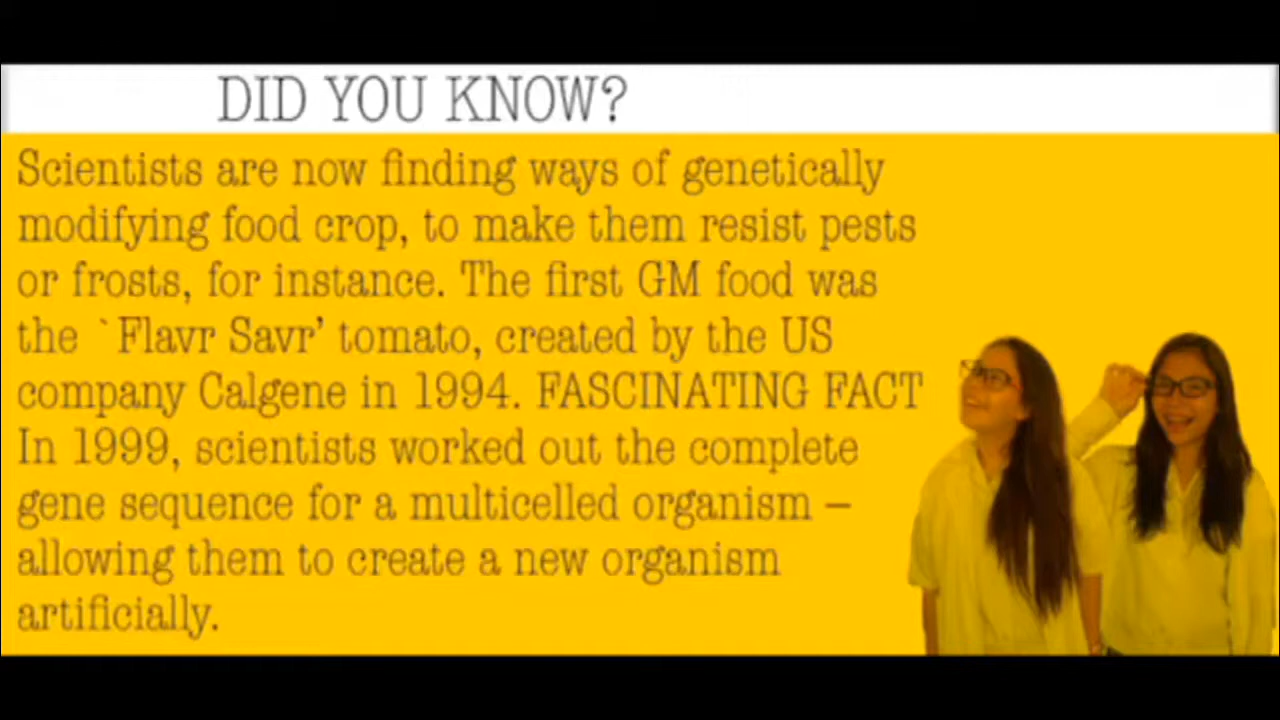 DID YOU KNOW?
Scientists are now finding ways of genetically
modifying food crop, to make them resist pests
or frosts, for instance. The first GM food was
the `Flavr Savr’ tomato, created by the US
company Calgene in 1994. FASCINATING FACT
In 1999, scientists worked out the complete
gene sequence for a multicelled organism –
allowing them to create a new organism
artificially.